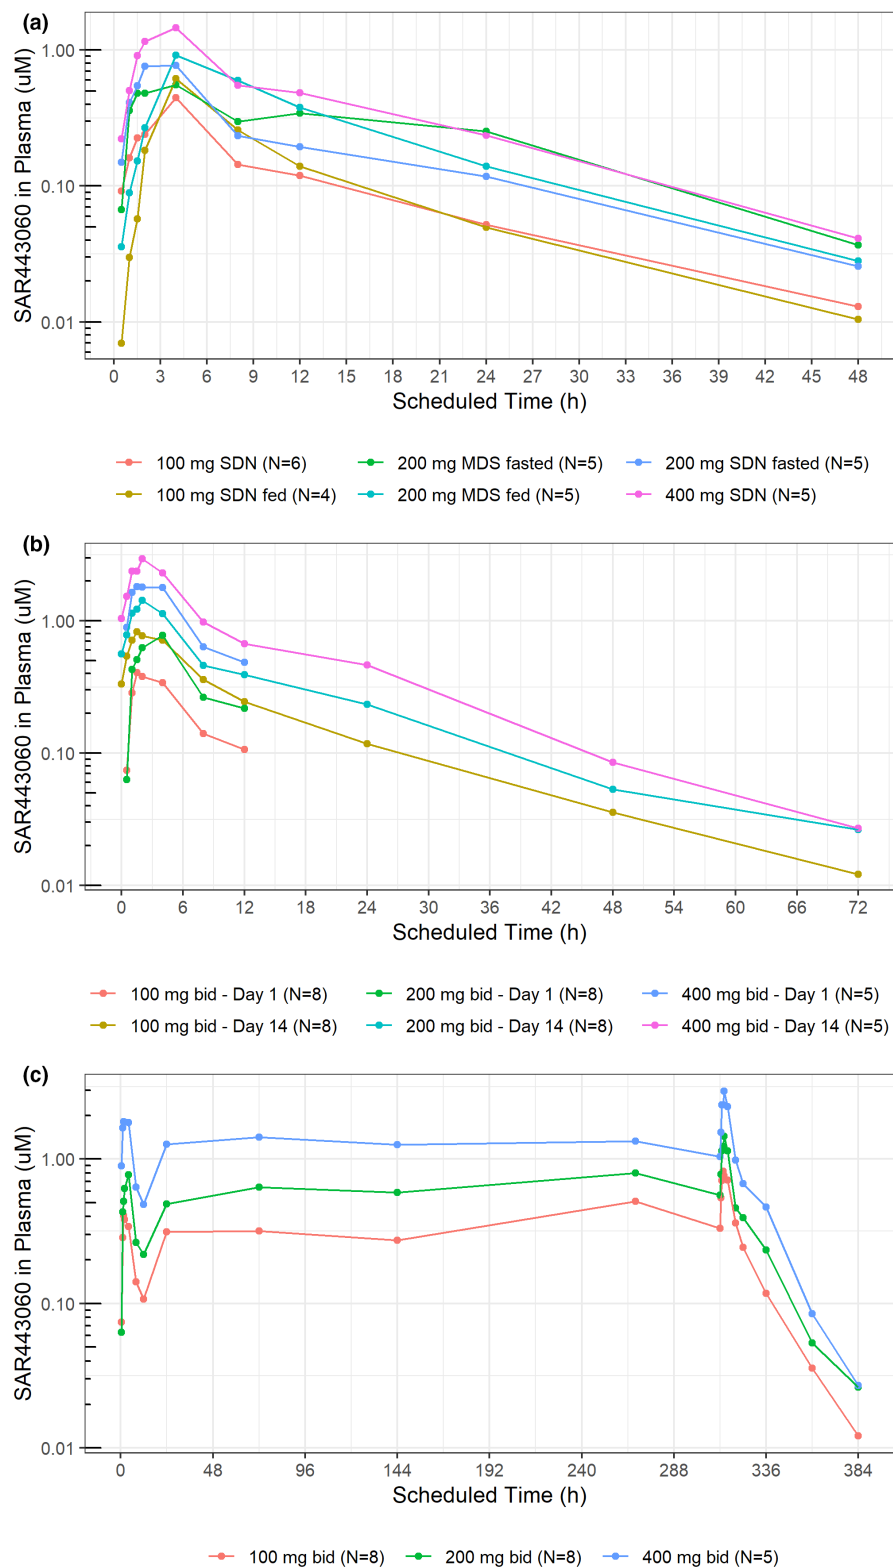 (a)
SAR443060 in Plasma (uM)
1.00
0.10
0.01
0 3 6 9 12 15 18 21 24 27 30 33 36 39 42 45 48
Scheduled Time (h)
100 mg SDN (N=6) 200 mg MDS fasted (N=5) 200 mg SDN fasted (N=5)
100 mg SDN fed (N=4) 200 mg MDS fed (N=5) 400 mg SDN (N=5)
(b)
SAR443060 in Plasma (uM)
1.00
0.10
0.01
0 6 12 24 30 36 42 48 54 60 66 72
Scheduled Time (h)
100 mg bid - Day 1 (N=8) 200 mg bid - Day 1 (N=8) 400 mg bid - Day 1 (N=5)
100 mg bid - Day 14 (N=8) 200 mg bid - Day 14 (N=8) 400 mg bid - Day 14 (N=5)
(c)
SAR443060 in Plasma (uM)
1.00
0.10
0.01
0 48 96 144 192 240 288 336 384
Scheduled Time (h)
100 mg bid (N=8) 200 mg bid (N=8) 400 mg bid (N=5)